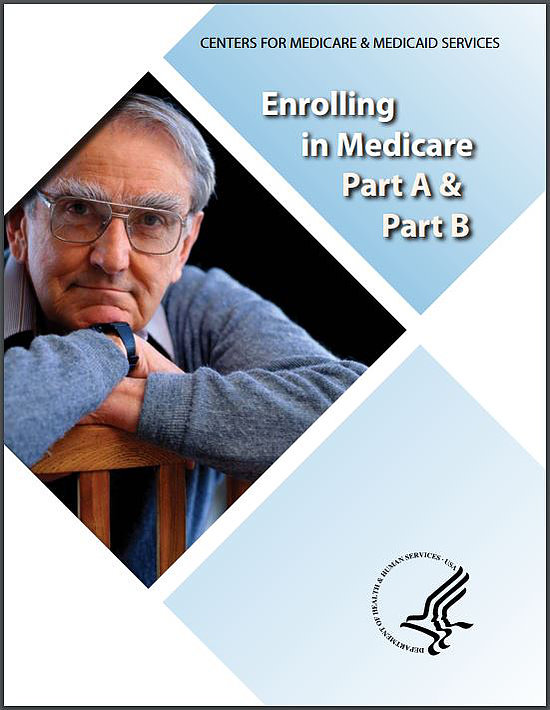 CENTERS FOR MEDICARE & MEDICAID SERVICES
Enrolling
in Medicare
Part A &
Part B
DEPARTMENT OF HEALTH & HUMAN SERVICES · USA